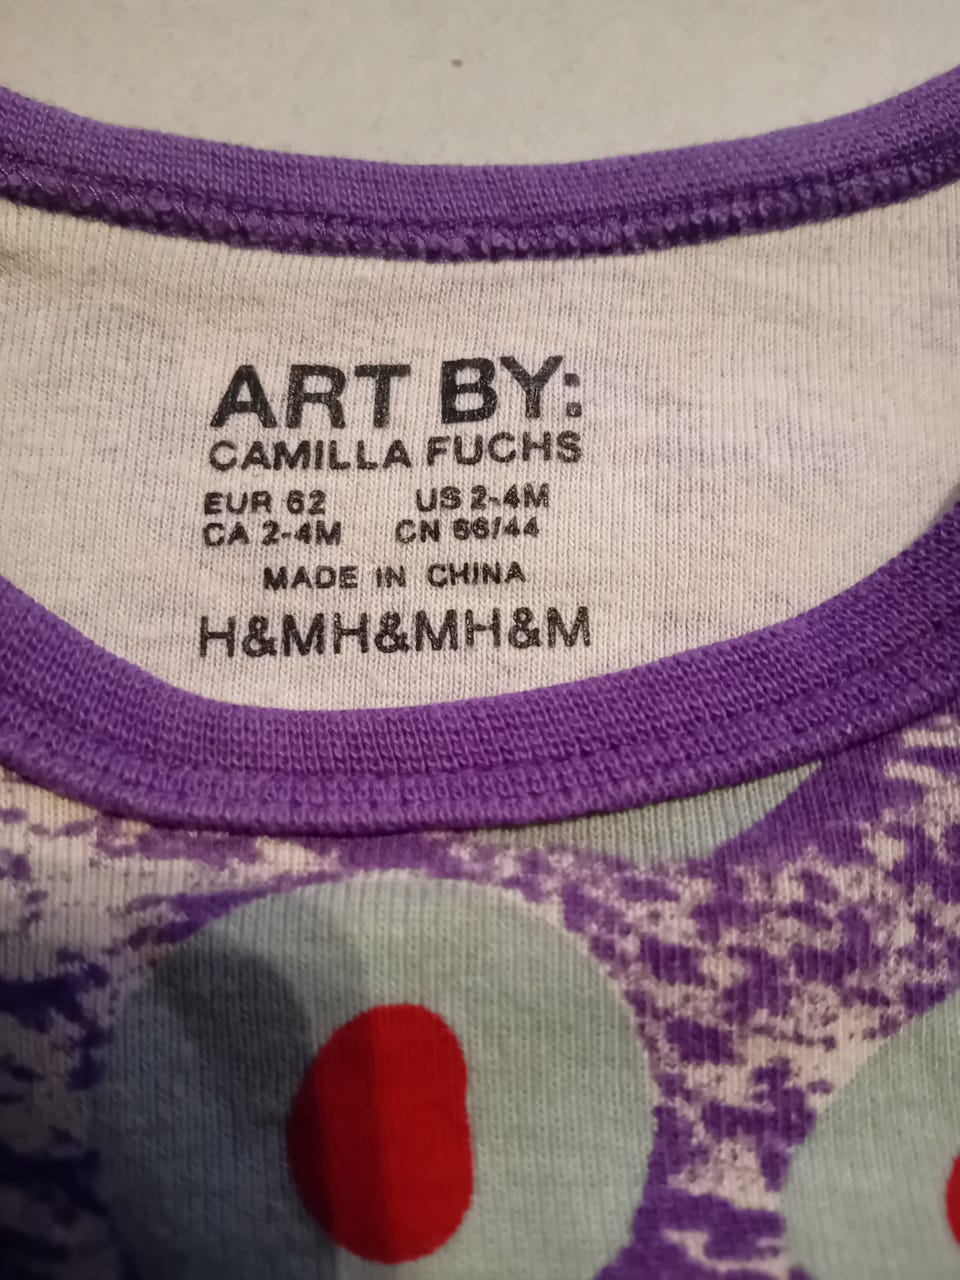 ART BY:
CAMILLA FUCHS
EUR 62 US 2-4M
CA 2-4M CN 66/44
MADE IN CHINA
H&MH&MH&M